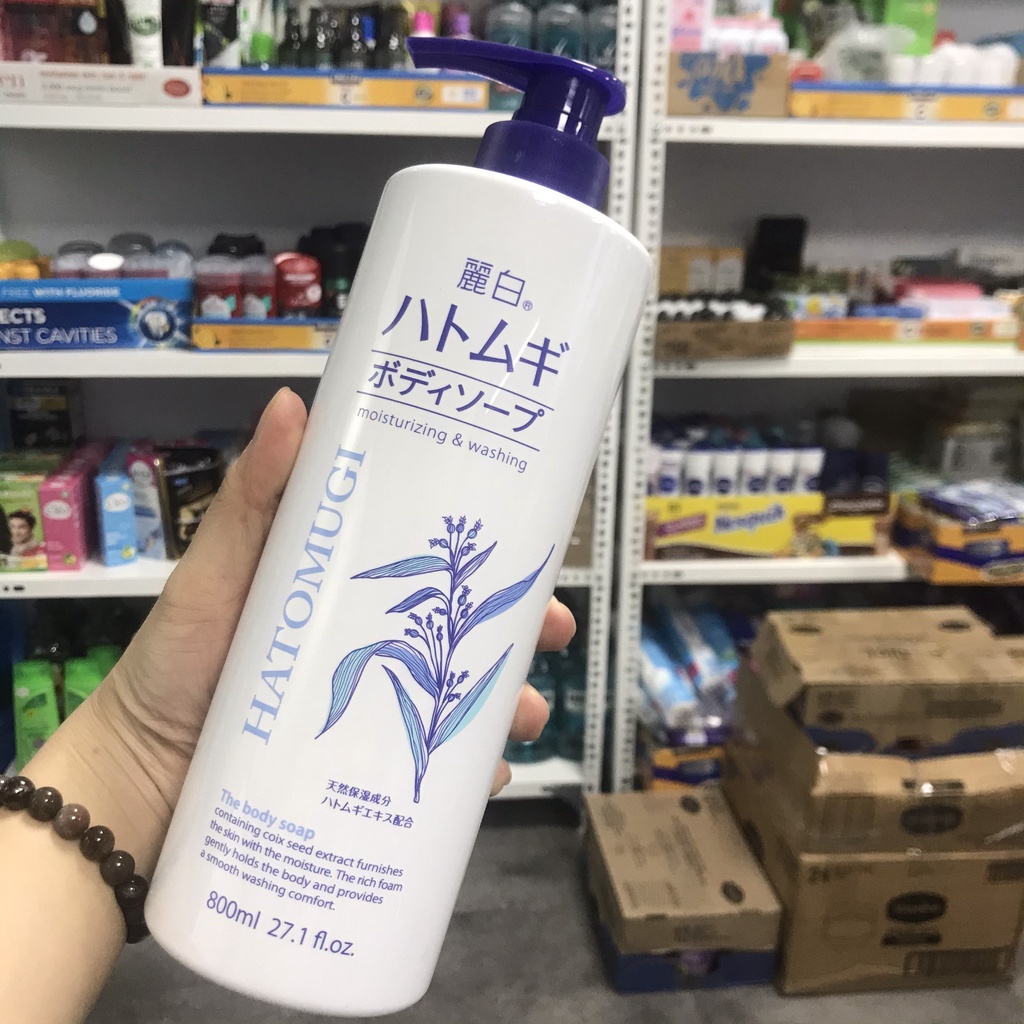 麗白®
ハトムギ
ボディソープ
moisturizing & washing
HATOMUGI
天然保湿成分
ハトムギエキス配合
The body soap
containing coix seed extract furnishes
the skin with the moisture. The rich foam
gently holds the body and provides
a smooth washing comfort.
800ml 27.1 fl.oz.
FREE WITH FLUORIDE
CAVITIES